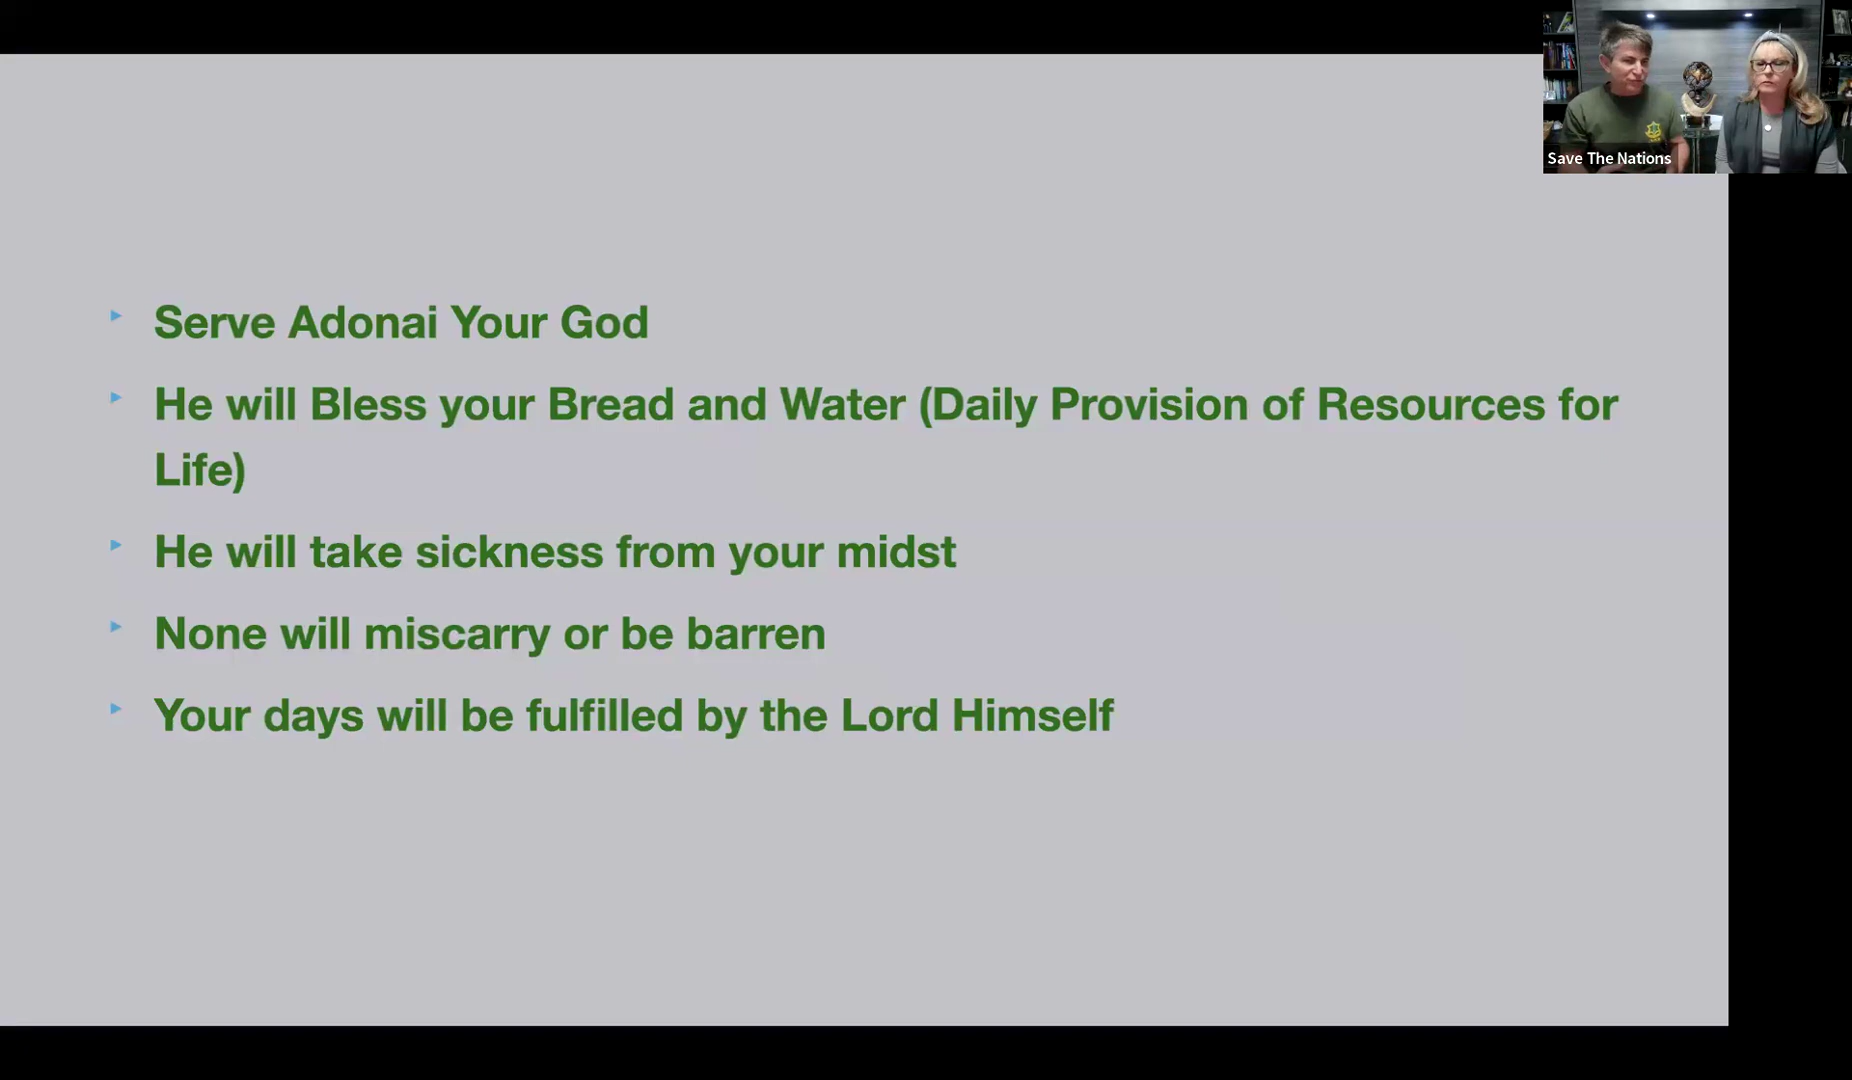 Save The Nations
Serve Adonai Your God
He will Bless your Bread and Water (Daily Provision of Resources for
Life)
He will take sickness from your midst
None will miscarry or be barren
Your days will be fulfilled by the Lord Himself